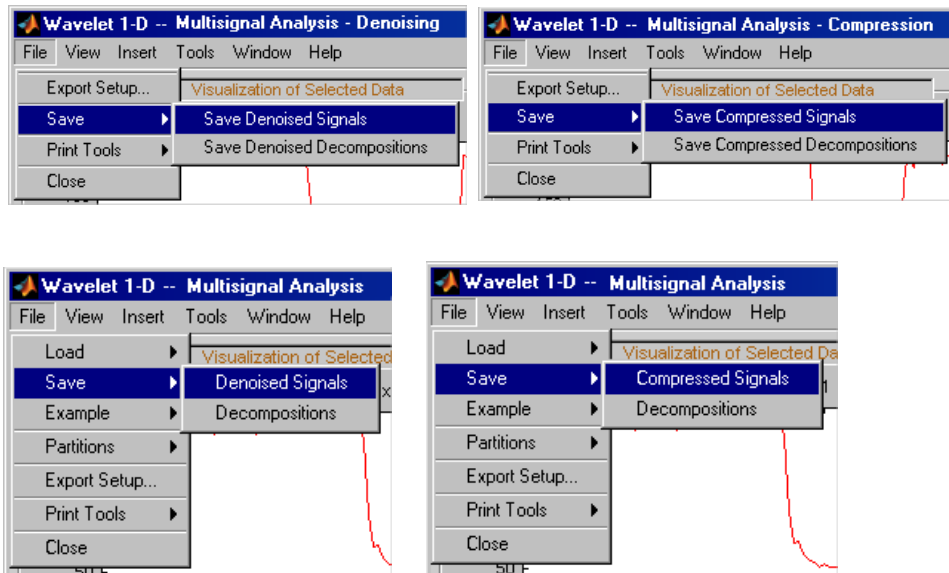 Wavelet 1-D -- Multisignal Analysis - Denoising
File View Insert Tools Window Help
Export Setup...
Visualization of Selected Data
Save
Save Denoised Signals
Print Tools
Save Denoised Decompositions
Close
Wavelet 1-D -- Multisignal Analysis - Compression
File View Insert Tools Window Help
Export Setup...
Visualization of Selected Data
Save
Save Compressed Signals
Print Tools
Save Compressed Decompositions
Close
Wavelet 1-D -- Multisignal Analysis
File View Insert Tools Window Help
Load
Visualization of Selected
Save
Denoised Signals
Example
Decompositions
Partitions
Export Setup...
Print Tools
Close
Wavelet 1-D -- Multisignal Analysis
File View Insert Tools Window Help
Load
Visualization of Selected Da
Save
Compressed Signals
Example
Decompositions
Partitions
Export Setup...
Print Tools
Close